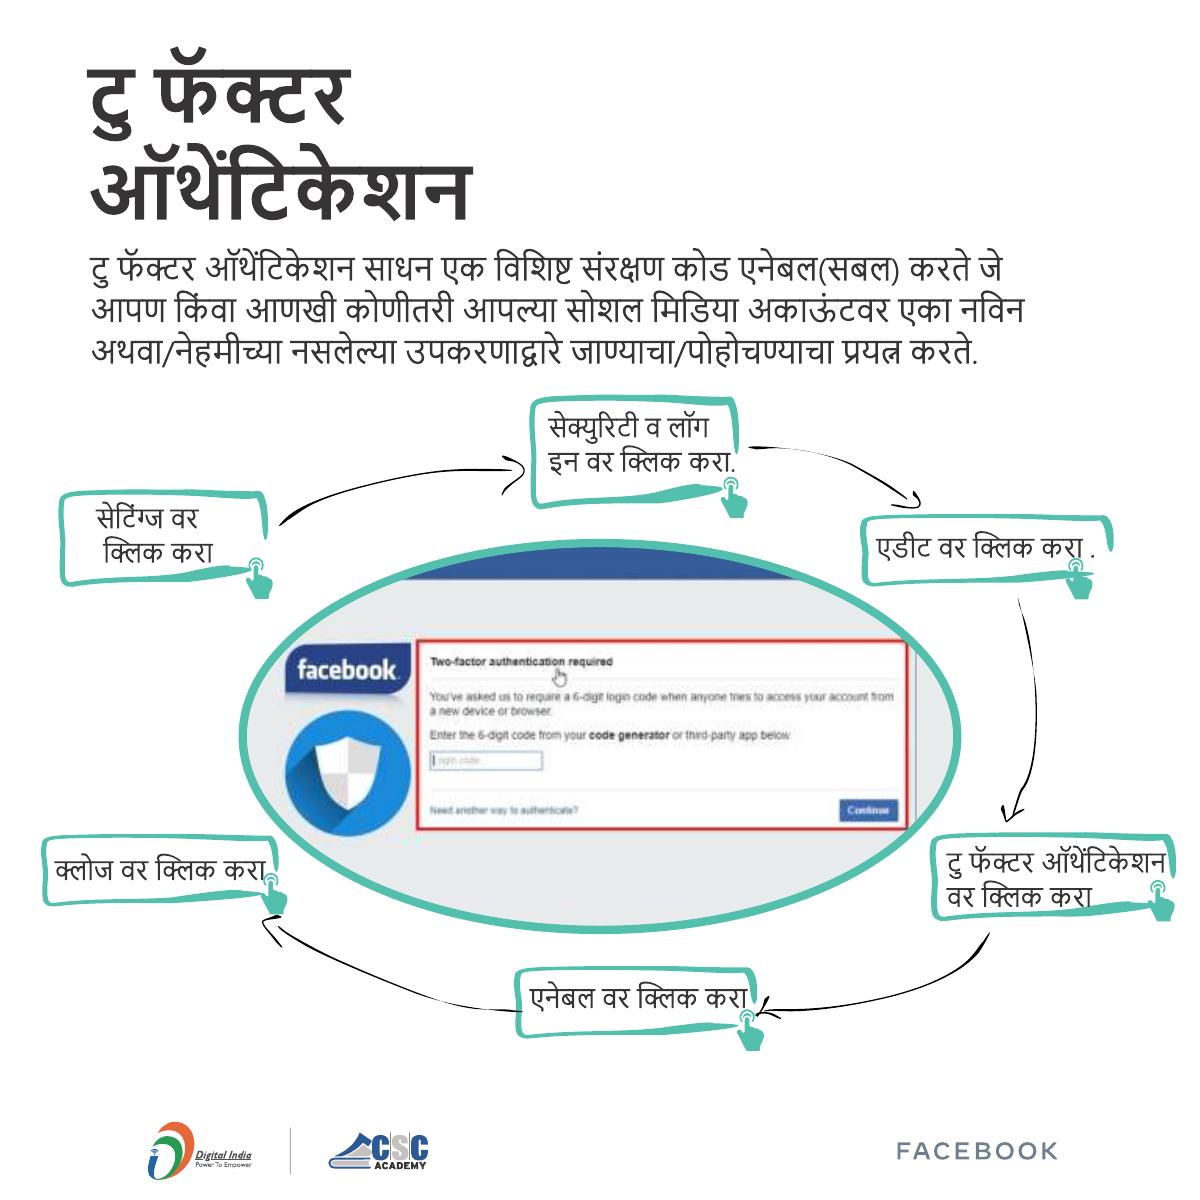 टु फॅक्टर
ऑथेंटिकेशन
टु फॅक्टर ऑथेंटिकेशन साधन एक विशिष्ट संरक्षण कोड एनेबल(सबल) करते जे
आपण किंवा आणखी कोणीतरी आपल्या सोशल मिडिया अकाऊंटवर एका नविन
अथवा/नेहमीच्या नसलेल्या उपकरणाद्वारे जाण्याचा/पोहोचण्याचा प्रयत्न करते.
सेटिंग्ज वर
क्लिक करा
सेक्युरिटी व लॉग
इन वर क्लिक करा.
एडीट वर क्लिक करा .
टु फॅक्टर ऑथेंटिकेशन
वर क्लिक करा
एनेबल वर क्लिक करा
क्लोज वर क्लिक करा
facebook
Two-factor authentication required
You've asked us to require a 6-digit login code when anyone tries to access your account from
a new device or browser.
Enter the 6-digit code from your code generator or third-party app below
Login code
Need another way to authenticate?
Continue
Digital India
Power To Empower
CSC
ACADEMY
FACEBOOK